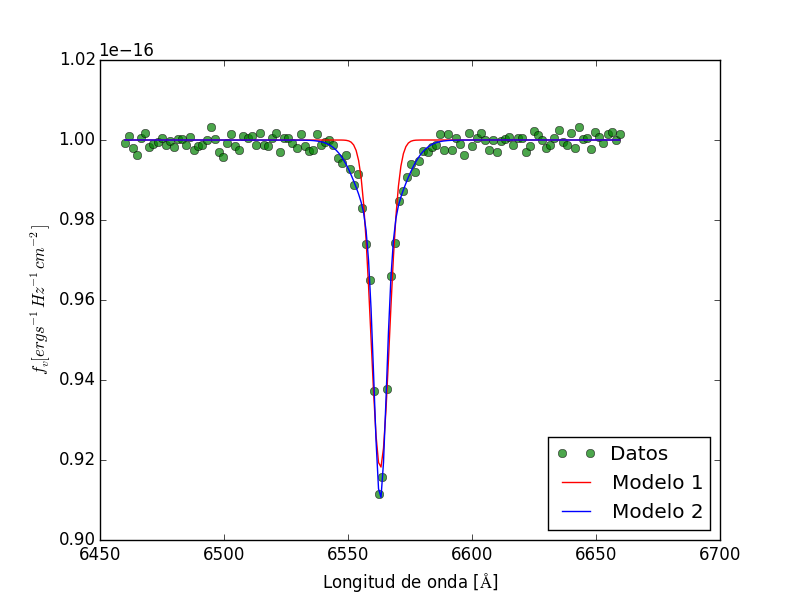 1e−16
1.02
1.00
0.98
0.96
0.94
0.92
0.90
f_ν[ergs⁻¹ Hz⁻¹ cm⁻²]
Datos
Modelo 1
Modelo 2
6450 6500 6550 6600 6650 6700
Longitud de onda [Å]